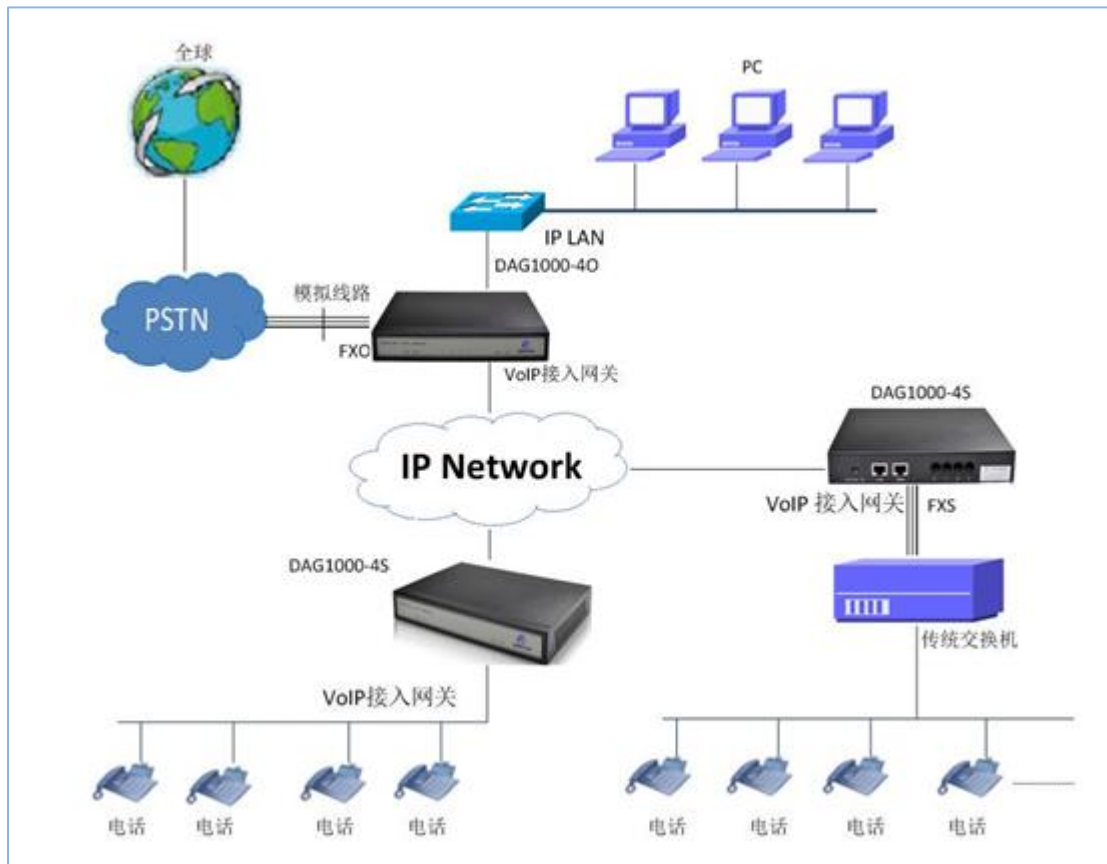 全球
PC
IP LAN
DAG1000-4O
模拟线路
PSTN
FXO
VoIP接入网关
DAG1000-4S
IP Network
VoIP 接入网关
FXS
DAG1000-4S
传统交换机
VoIP接入网关
电话
电话
电话
电话
电话
电话
电话
电话